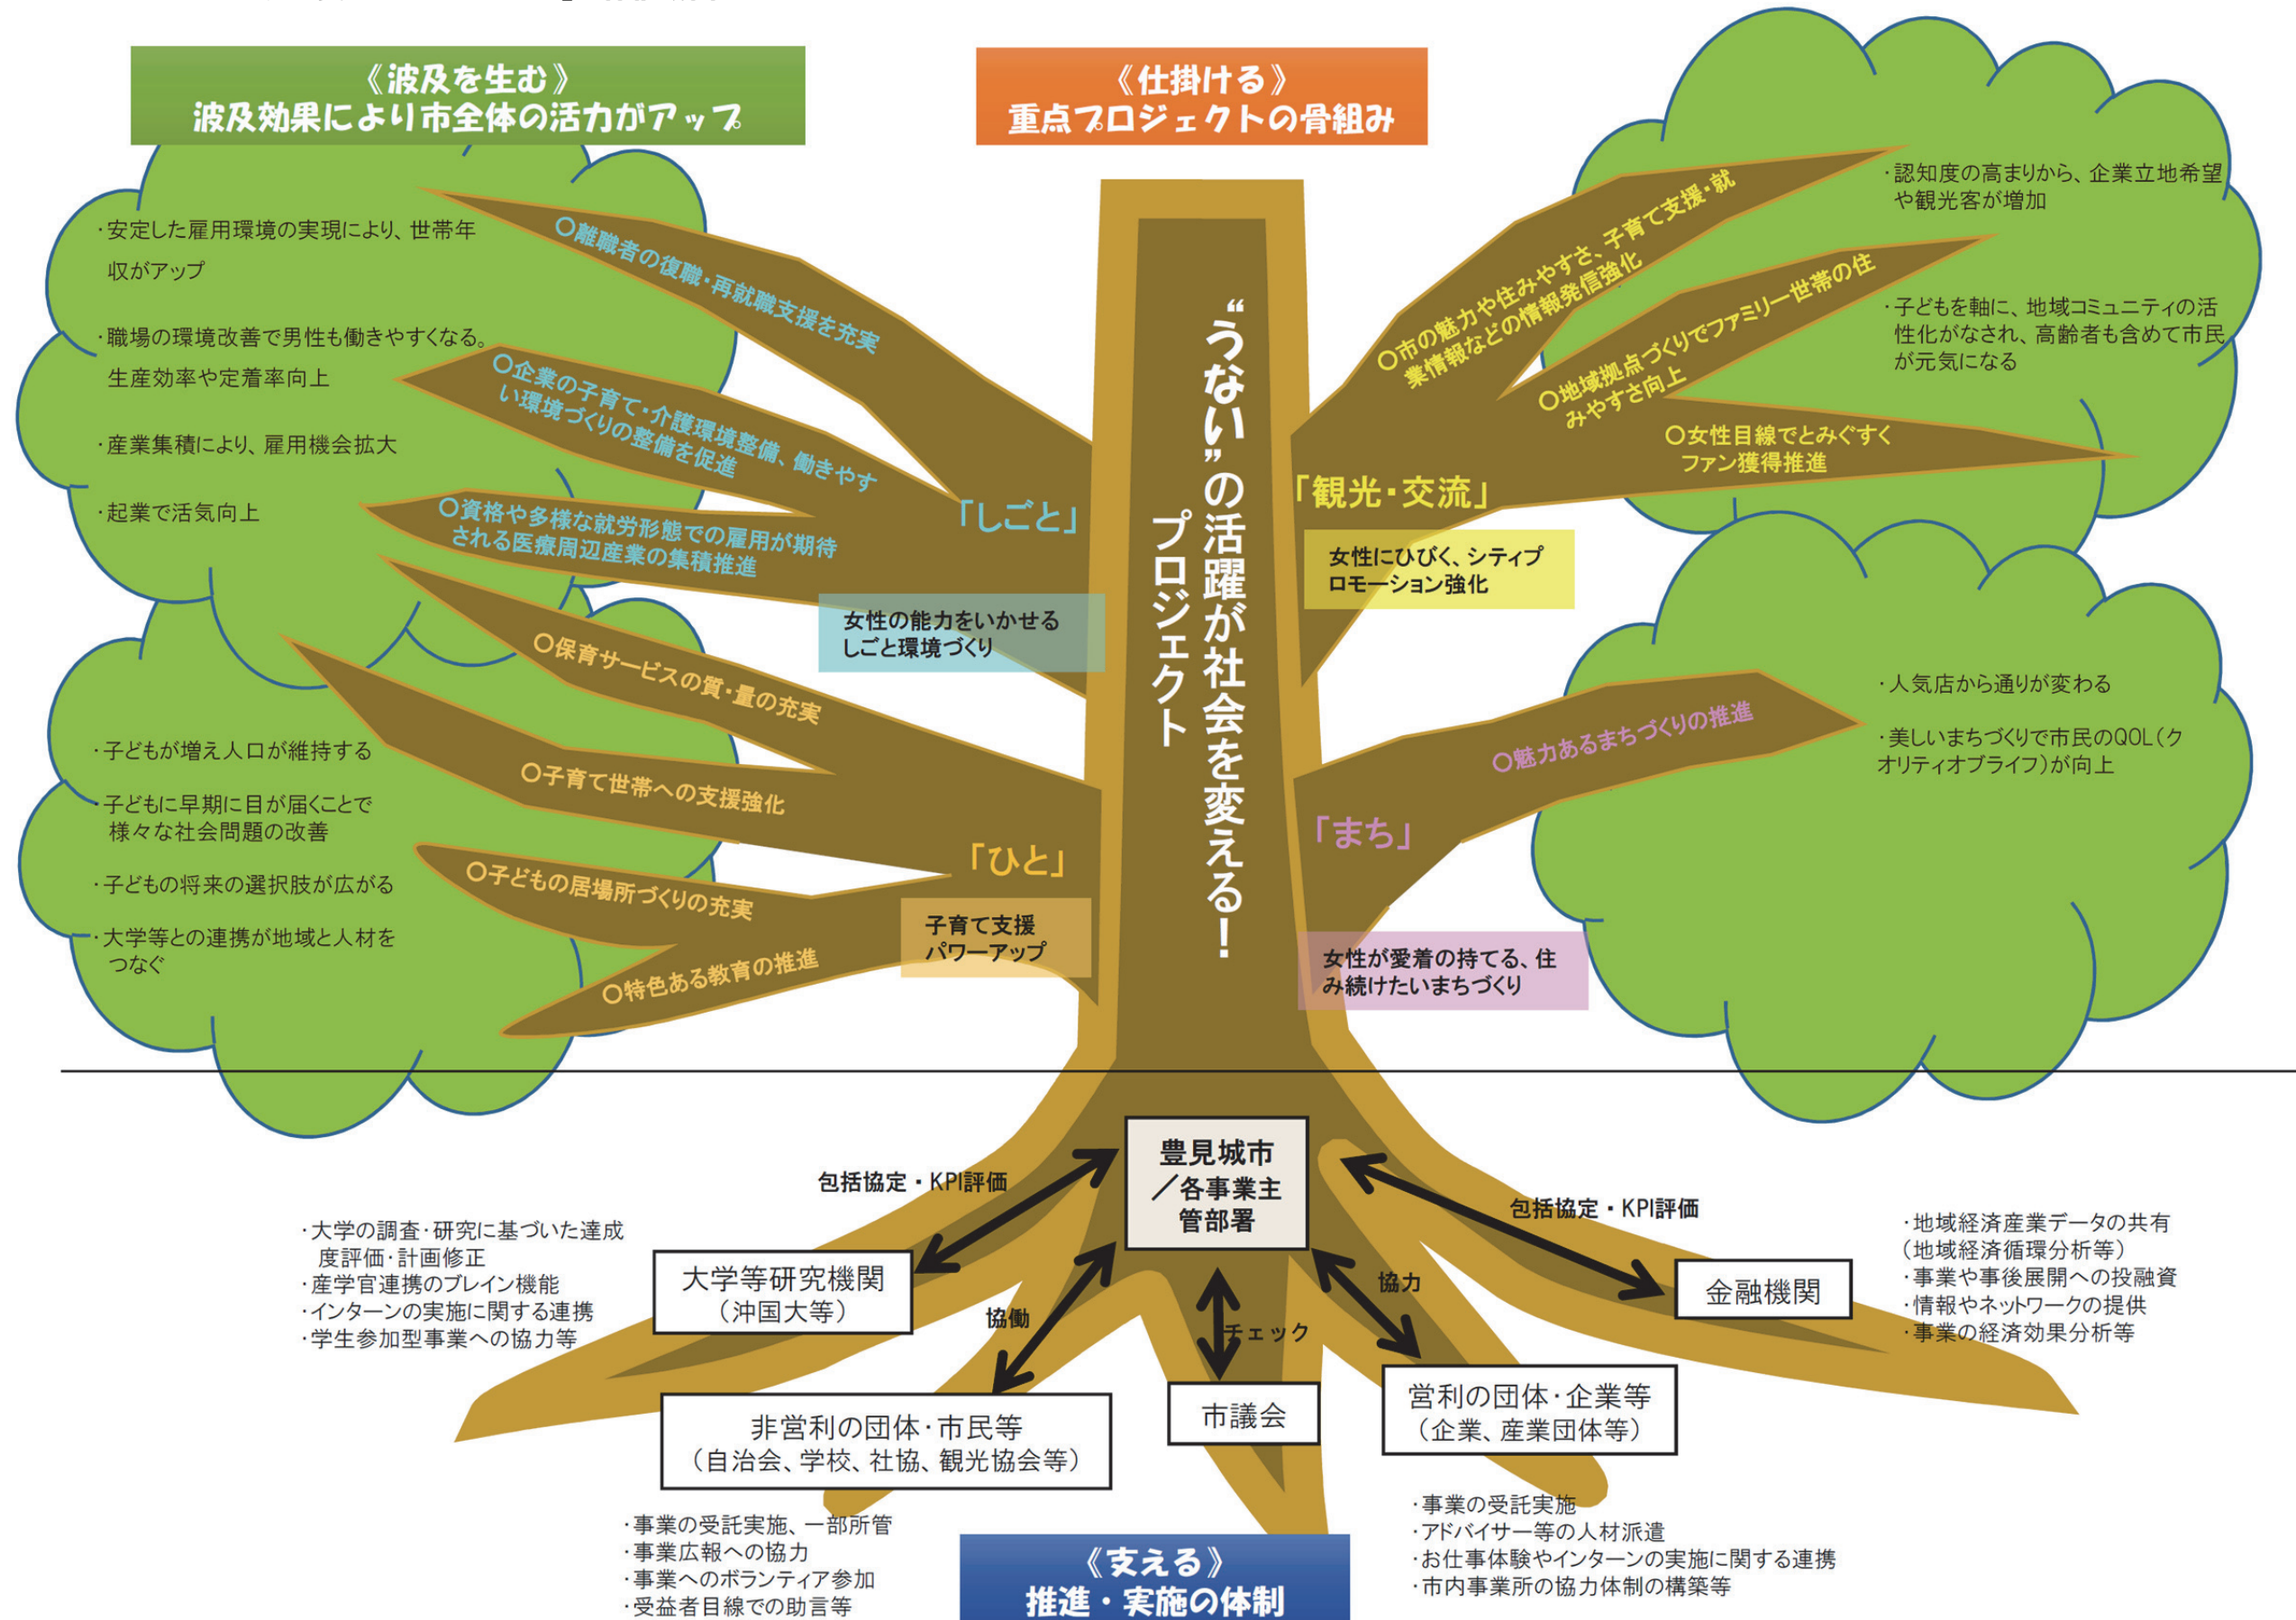 《波及を生む》
波及効果により市全体の活力がアップ
《仕掛ける》
重点プロジェクトの骨組み
・安定した雇用環境の実現により、世帯年
収がアップ
・職場の環境改善で男性も働きやすくなる。
生産効率や定着率向上
・産業集積により、雇用機会拡大
・起業で活気向上
○離職者の復職・再就職支援を充実
○企業の子育て・介護環境整備、働きやす
い環境づくりの整備を促進
○資格や多様な就労形態での雇用が期待
される医療周辺産業の集積推進
「しごと」
女性の能力をいかせる
しごと環境づくり
・子どもが増え人口が維持する
・子どもに早期に目が届くことで
様々な社会問題の改善
・子どもの将来の選択肢が広がる
・大学等との連携が地域と人材を
つなぐ
○保育サービスの質・量の充実
○子育て世帯への支援強化
○子どもの居場所づくりの充実
○特色ある教育の推進
「ひと」
子育て支援
パワーアップ
“うない”の活躍が社会を変える！
プロジェクト
○市の魅力や住みやすさ、子育て支援・就
業情報などの情報発信強化
○地域拠点づくりでファミリー世帯の住
みやすさ向上
○女性目線でとみぐすく
ファン獲得推進
「観光・交流」
女性にひびく、シティプ
ロモーション強化
・認知度の高まりから、企業立地希望
や観光客が増加
・子どもを軸に、地域コミュニティの活
性化がなされ、高齢者も含めて市民
が元気になる
○魅力あるまちづくりの推進
「まち」
女性が愛着の持てる、住
み続けたいまちづくり
・人気店から通りが変わる
・美しいまちづくりで市民のQOL（ク
オリティオブライフ）が向上
豊見城市
／各事業主
管部署
包括協定・KPI評価
大学等研究機関
（沖国大等）
・大学の調査・研究に基づいた達成
度評価・計画修正
・産学官連携のブレイン機能
・インターンの実施に関する連携
・学生参加型事業への協力等
協働
非営利の団体・市民等
（自治会、学校、社協、観光協会等）
・事業の受託実施、一部所管
・事業広報への協力
・事業へのボランティア参加
・受益者目線での助言等
チェック
市議会
協力
営利の団体・企業等
（企業、産業団体等）
・事業の受託実施
・アドバイサー等の人材派遣
・お仕事体験やインターンの実施に関する連携
・市内事業所の協力体制の構築等
包括協定・KPI評価
金融機関
・地域経済産業データの共有
（地域経済循環分析等）
・事業や事後展開への投融資
・情報やネットワークの提供
・事業の経済効果分析等
《支える》
推進・実施の体制